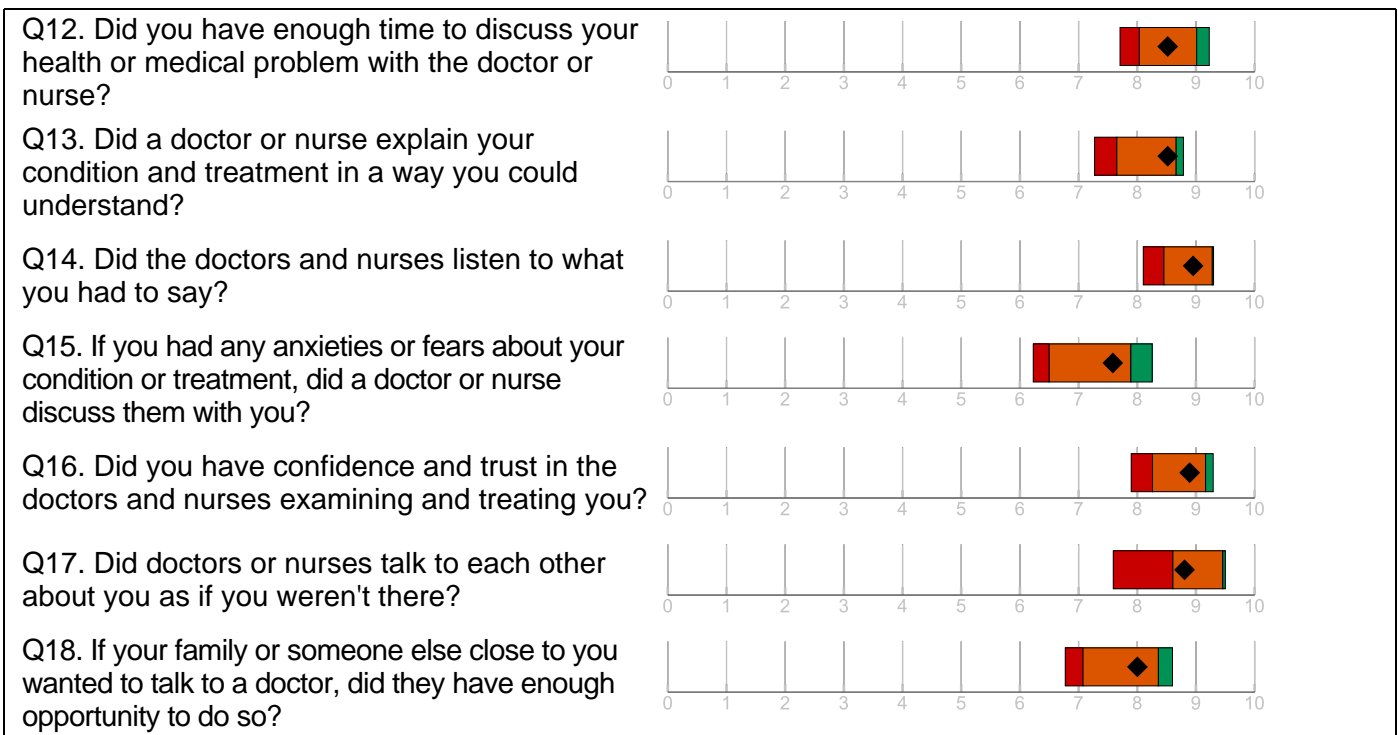 Q12. Did you have enough time to discuss your
health or medical problem with the doctor or
nurse?
0 1 2 3 4 5 6 7 8 9 10
Q13. Did a doctor or nurse explain your
condition and treatment in a way you could
understand?
0 1 2 3 4 5 6 7 8 9 10
Q14. Did the doctors and nurses listen to what
you had to say?
0 1 2 3 4 5 6 7 8 9 10
Q15. If you had any anxieties or fears about your
condition or treatment, did a doctor or nurse
discuss them with you?
0 1 2 3 4 5 6 7 8 9 10
Q16. Did you have confidence and trust in the
doctors and nurses examining and treating you?
0 1 2 3 4 5 6 7 8 9 10
Q17. Did doctors or nurses talk to each other
about you as if you weren't there?
0 1 2 3 4 5 6 7 8 9 10
Q18. If your family or someone else close to you
wanted to talk to a doctor, did they have enough
opportunity to do so?
0 1 2 3 4 5 6 7 8 9 10